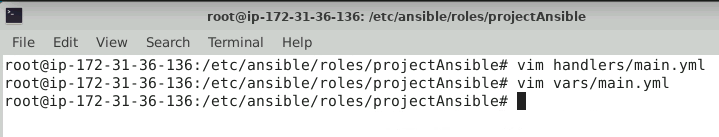 root@ip-172-31-36-136: /etc/ansible/roles/projectAnsible
File Edit View Search Terminal Help
root@ip-172-31-36-136:/etc/ansible/roles/projectAnsible# vim handlers/main.yml
root@ip-172-31-36-136:/etc/ansible/roles/projectAnsible# vim vars/main.yml
root@ip-172-31-36-136:/etc/ansible/roles/projectAnsible#